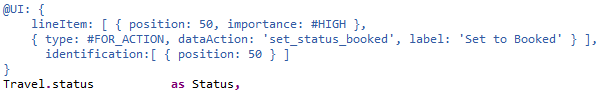 @UI: {
lineItem: [ { position: 50, importance: #HIGH },
{ type: #FOR_ACTION, dataAction: 'set_status_booked', label: 'Set to Booked' } ],
identification:[ { position: 50 } ]
}
Travel.status as Status,